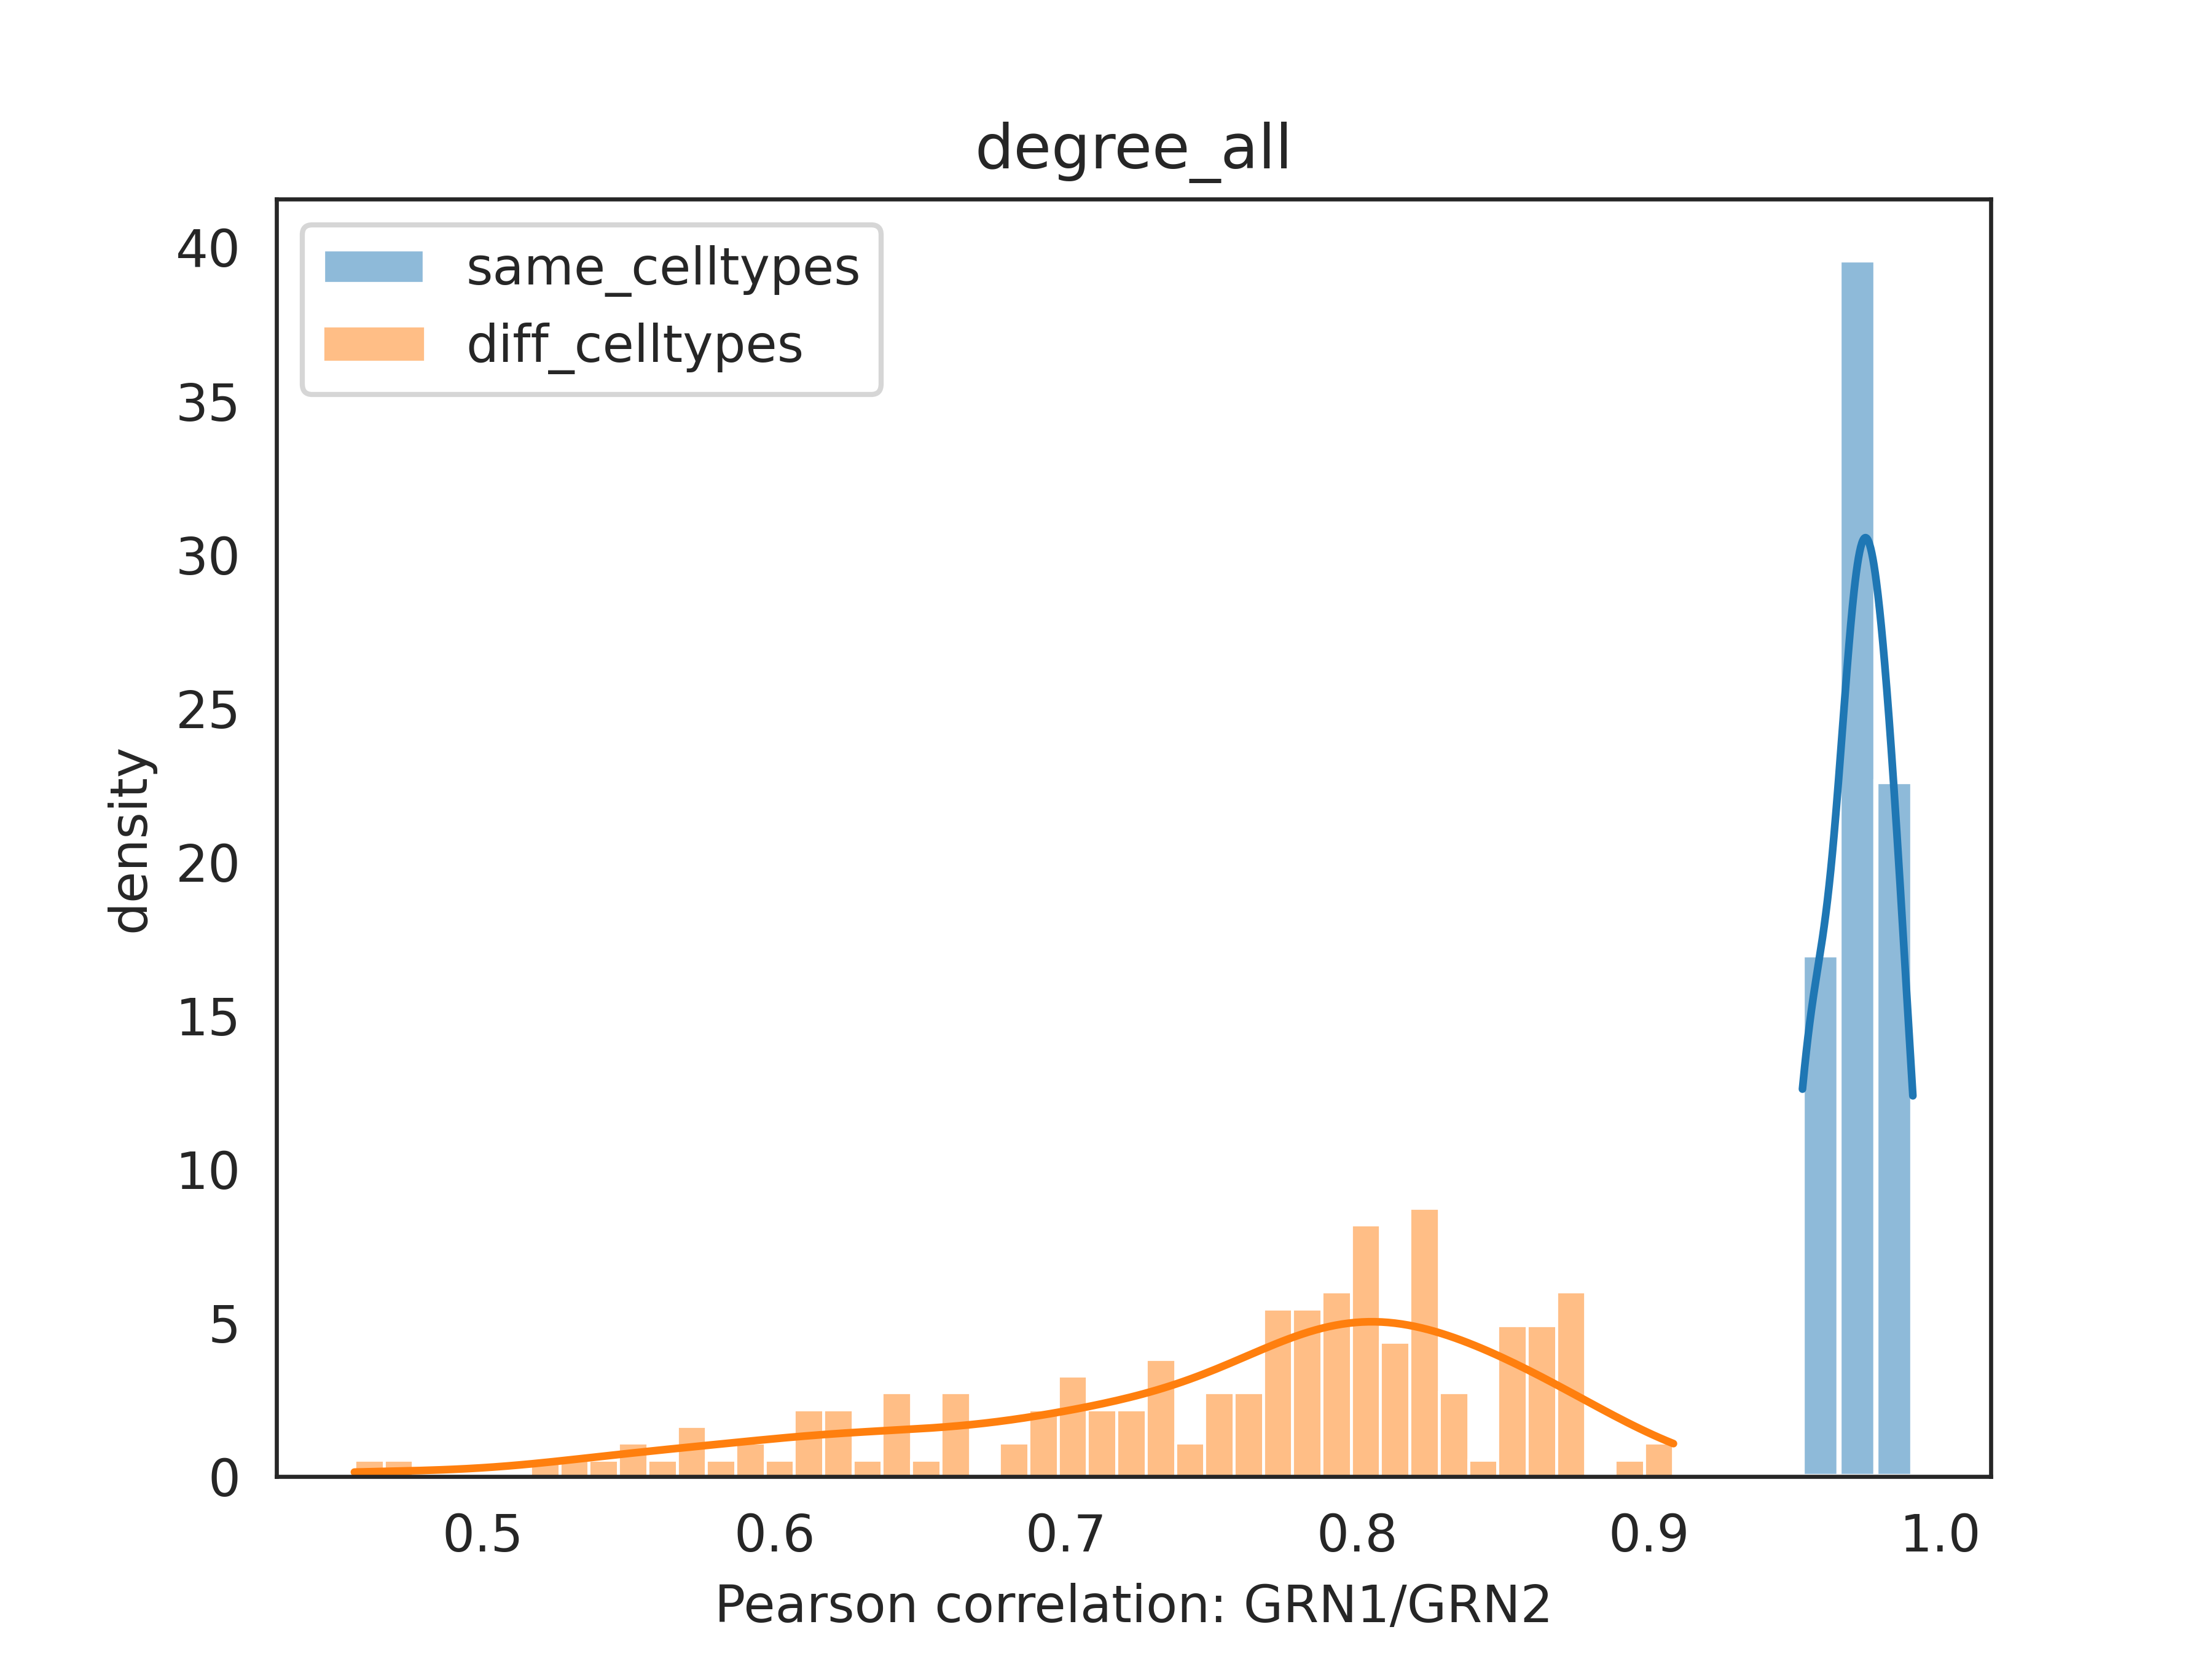 degree_all
same_celltypes
diff_celltypes
density
40
35
30
25
20
15
10
5
0
0.5 0.6 0.7 0.8 0.9 1.0
Pearson correlation: GRN1/GRN2